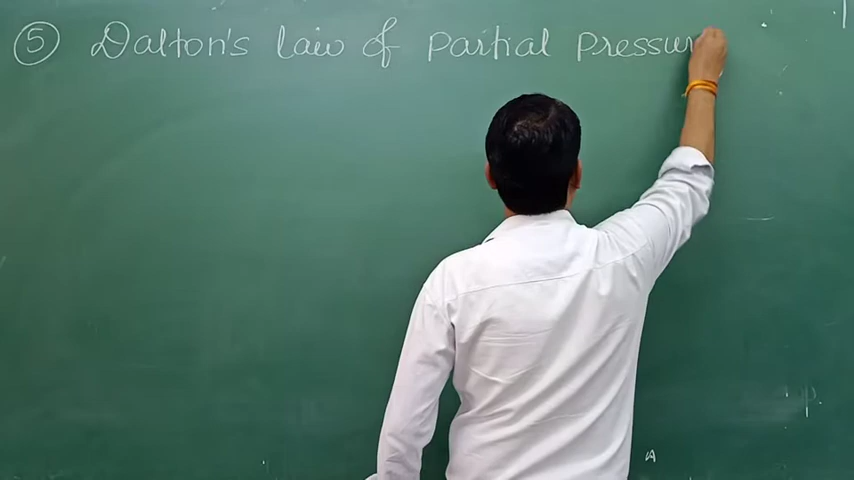 ⑤ Dalton's law of Partial Pressur
A